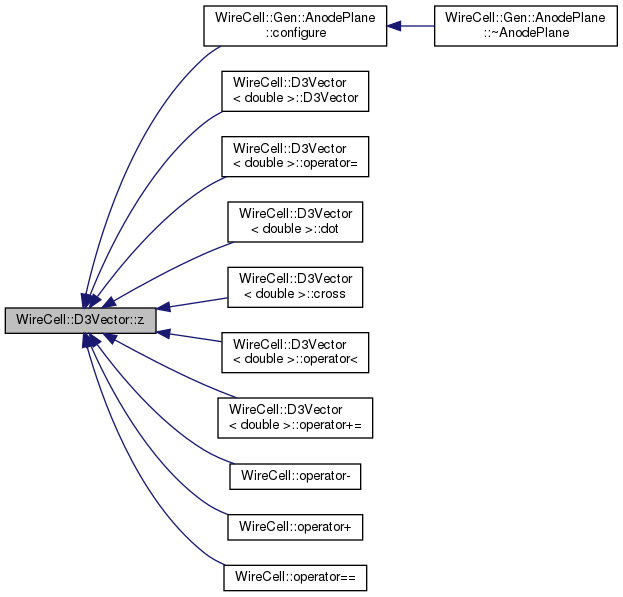 WireCell::Gen::AnodePlane
::configure
WireCell::Gen::AnodePlane
::~AnodePlane
WireCell::D3Vector
< double >::D3Vector
WireCell::D3Vector
< double >::operator=
WireCell::D3Vector
< double >::dot
WireCell::D3Vector
< double >::cross
WireCell::D3Vector::z
WireCell::D3Vector
< double >::operator<
WireCell::D3Vector
< double >::operator+=
WireCell::operator-
WireCell::operator+
WireCell::operator==